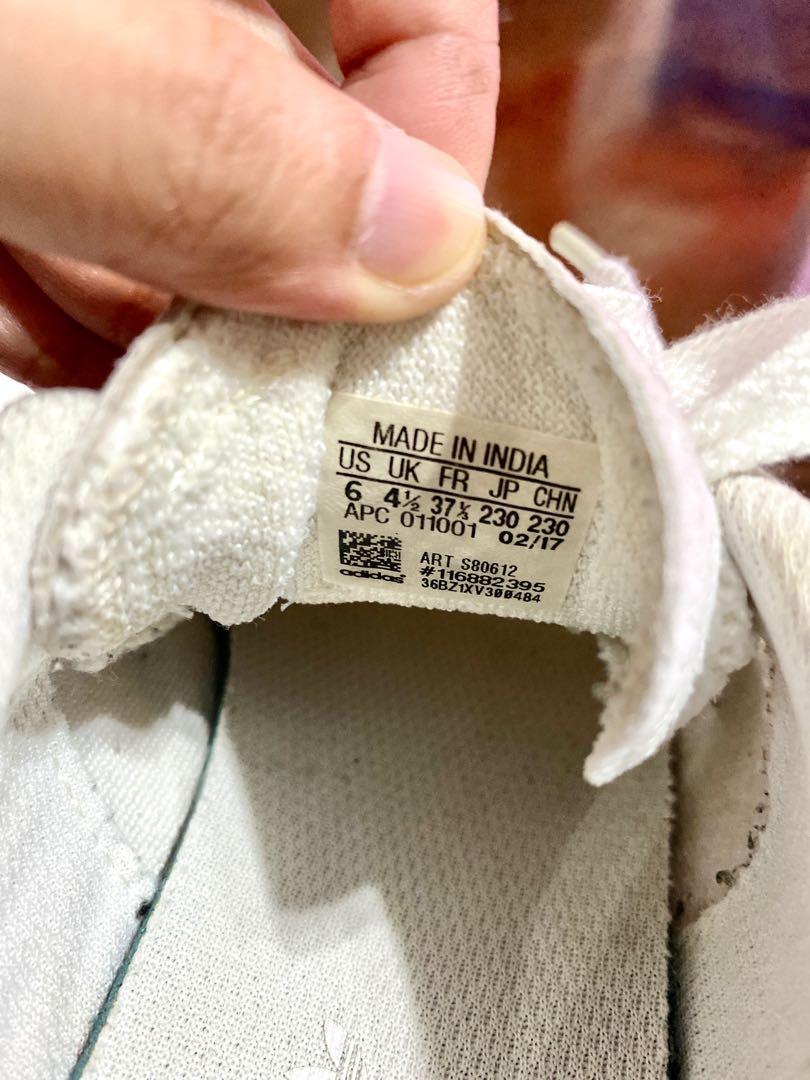 MADE IN INDIA
US UK FR JP CHN
6 4½ 37⅓ 230 230
APC 011001 02/17
ART S80612
#116882395
adidas 36BZ1XV300484